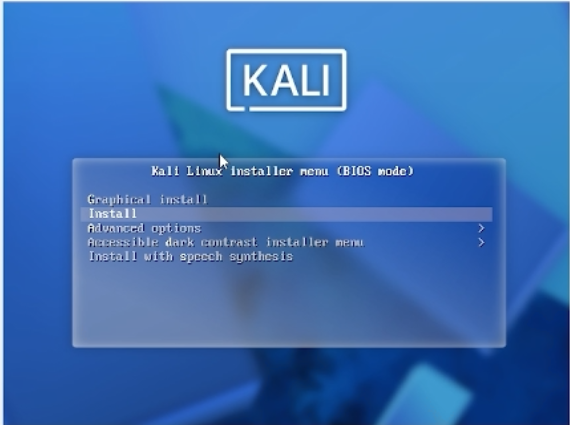 KALI
Kali Linux installer menu (BIOS mode)
Graphical install
Install
Advanced options >
Accessible dark contrast installer menu >
Install with speech synthesis